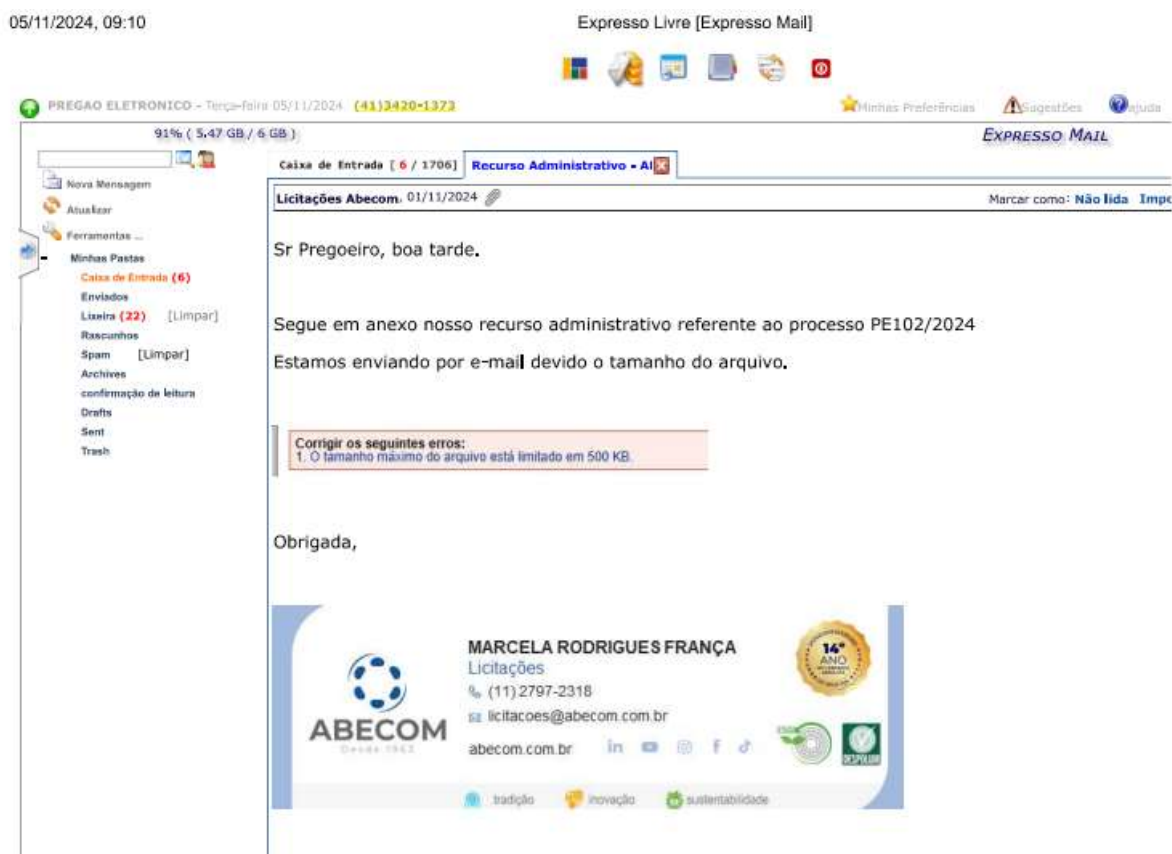 05/11/2024, 09:10
Expresso Livre [Expresso Mail]
PREGAO ELETRONICO - Terça-feira 05/11/2024 (41)3420-1373
Minhas Preferências
Sugestões
Ajuda
91% ( 5.47 GB / 6 GB )
EXPRESSO MAIL
Caixa de Entrada [ 6 / 1706]
Recurso Administrativo - Al
Nova Mensagem
Atualizar
Ferramentas ...
Minhas Pastas
Caixa de Entrada (6)
Enviados
Lixeira (22) [Limpar]
Rascunhos
Spam [Limpar]
Archives
confirmação de leitura
Drafts
Sent
Trash
Licitações Abecom, 01/11/2024
Marcar como: Não lida Impo
Sr Pregoeiro, boa tarde.
Segue em anexo nosso recurso administrativo referente ao processo PE102/2024
Estamos enviando por e-mail devido o tamanho do arquivo.
Corrigir os seguintes erros:
1. O tamanho máximo do arquivo está limitado em 500 KB.
Obrigada,
ABECOM
Desde 1963
MARCELA RODRIGUES FRANÇA
Licitações
(11) 2797-2318
licitacoes@abecom.com.br
abecom.com.br
14º
ANO
DESPOLUIR
tradição
inovação
sustentabilidade